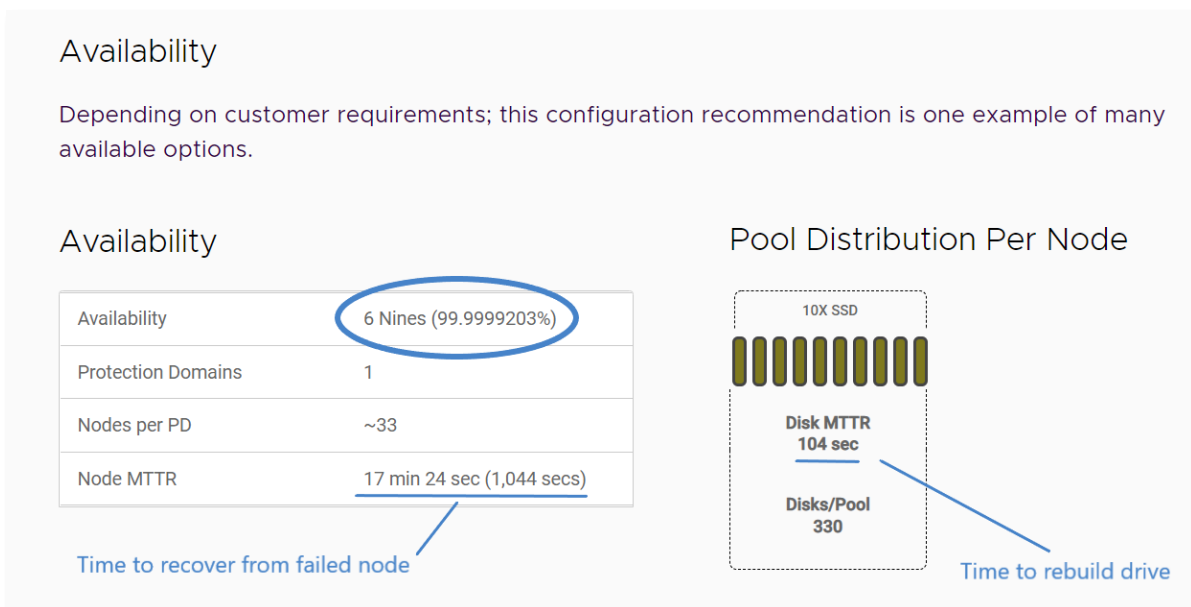 Availability
Depending on customer requirements; this configuration recommendation is one example of many
available options.
Availability
Availability 6 Nines (99.9999203%)
Protection Domains 1
Nodes per PD ~33
Node MTTR 17 min 24 sec (1,044 secs)
Time to recover from failed node
Pool Distribution Per Node
10X SSD
Disk MTTR
104 sec
Disks/Pool
330
Time to rebuild drive